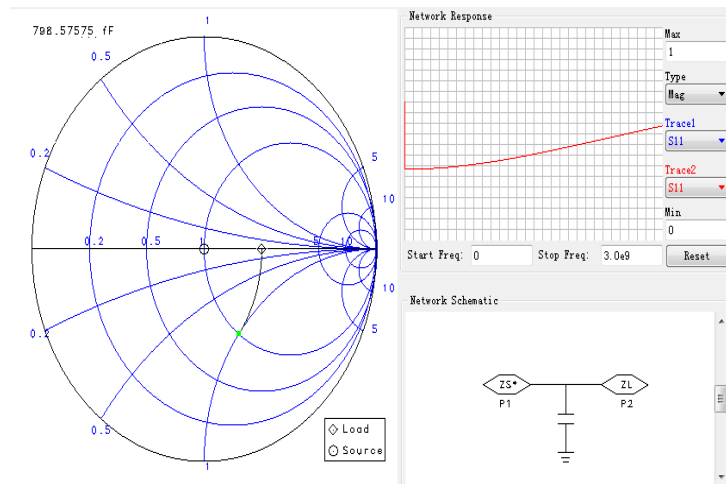 798.57575 fF
1
0.5
0.2
5
10
0.2 0.5 1 5 10
10
5
0.2
0.5
1
Load
Source
Network Response
Max
1
Type
Mag
Trace1
S11
Trace2
S11
Min
0
Start Freq: 0 Stop Freq: 3.0e9 Reset
Network Schematic
ZS* ZL
P1 P2